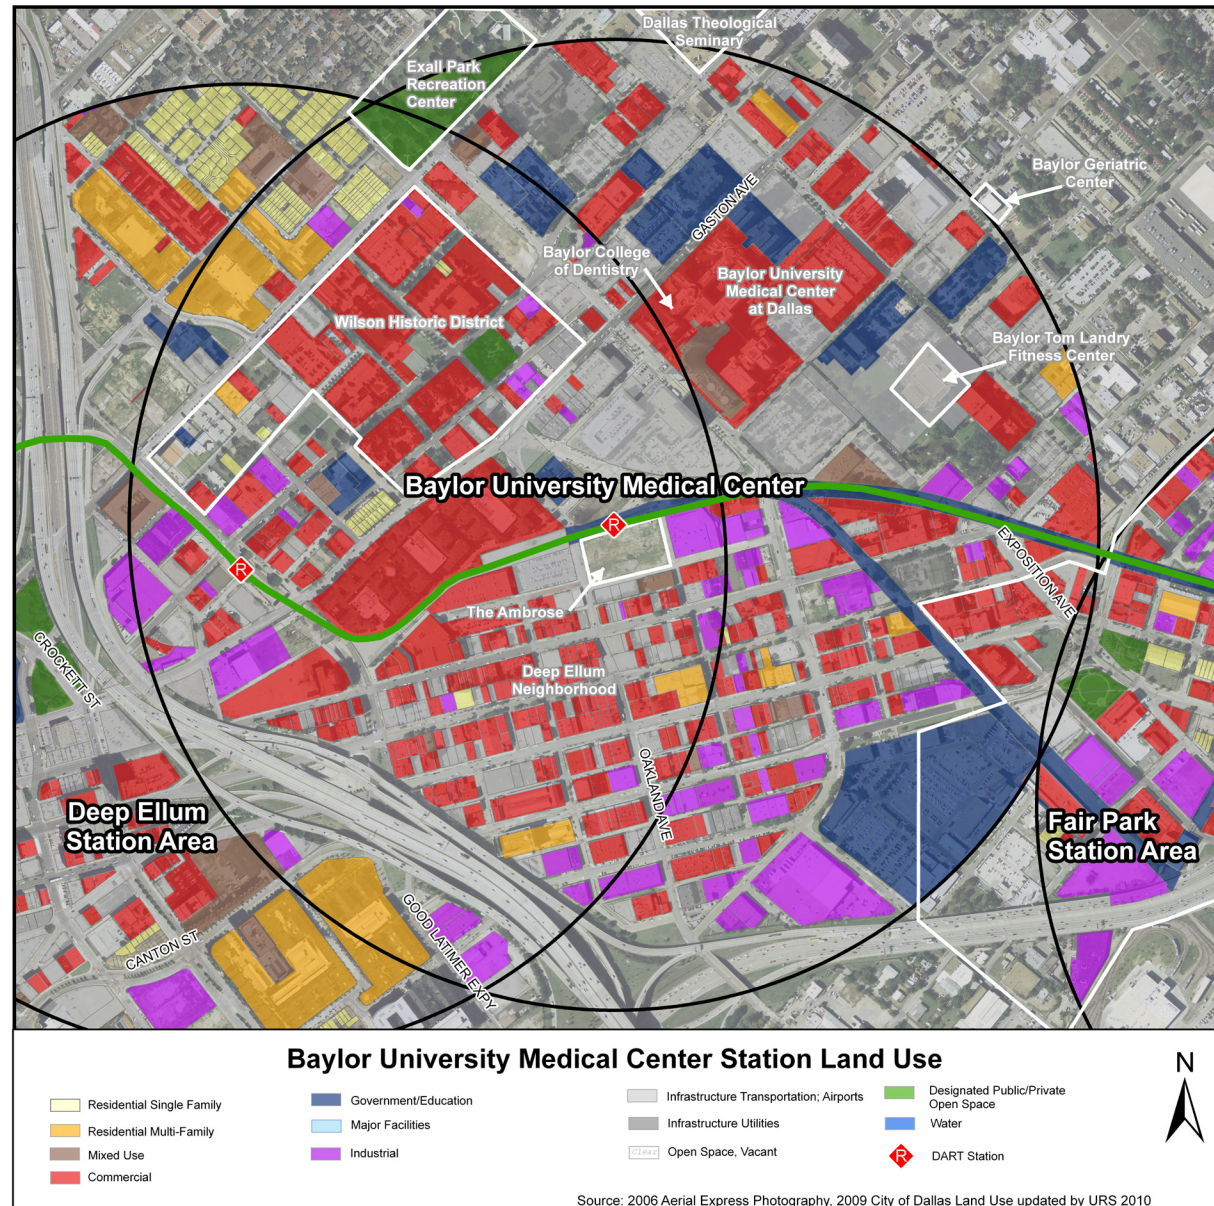 Dallas Theological
Seminary
Exall Park
Recreation
Center
Baylor Geriatric
Center
GASTON AVE
Baylor College
of Dentistry
Baylor University
Medical Center
at Dallas
Wilson Historic District
Baylor Tom Landry
Fitness Center
Baylor University Medical Center
R
R
EXPOSITION AVE
The Ambrose
CROCKETT ST
Deep Ellum
Neighborhood
OAKLAND AVE
Deep Ellum
Station Area
Fair Park
Station Area
GOOD LATIMER EXPY
CANTON ST
Baylor University Medical Center Station Land Use
N
Residential Single Family
Residential Multi-Family
Mixed Use
Commercial
Government/Education
Major Facilities
Industrial
Infrastructure Transportation; Airports
Infrastructure Utilities
Clear
Open Space, Vacant
Designated Public/Private
Open Space
Water
R
DART Station
Source: 2006 Aerial Express Photography, 2009 City of Dallas Land Use updated by URS 2010